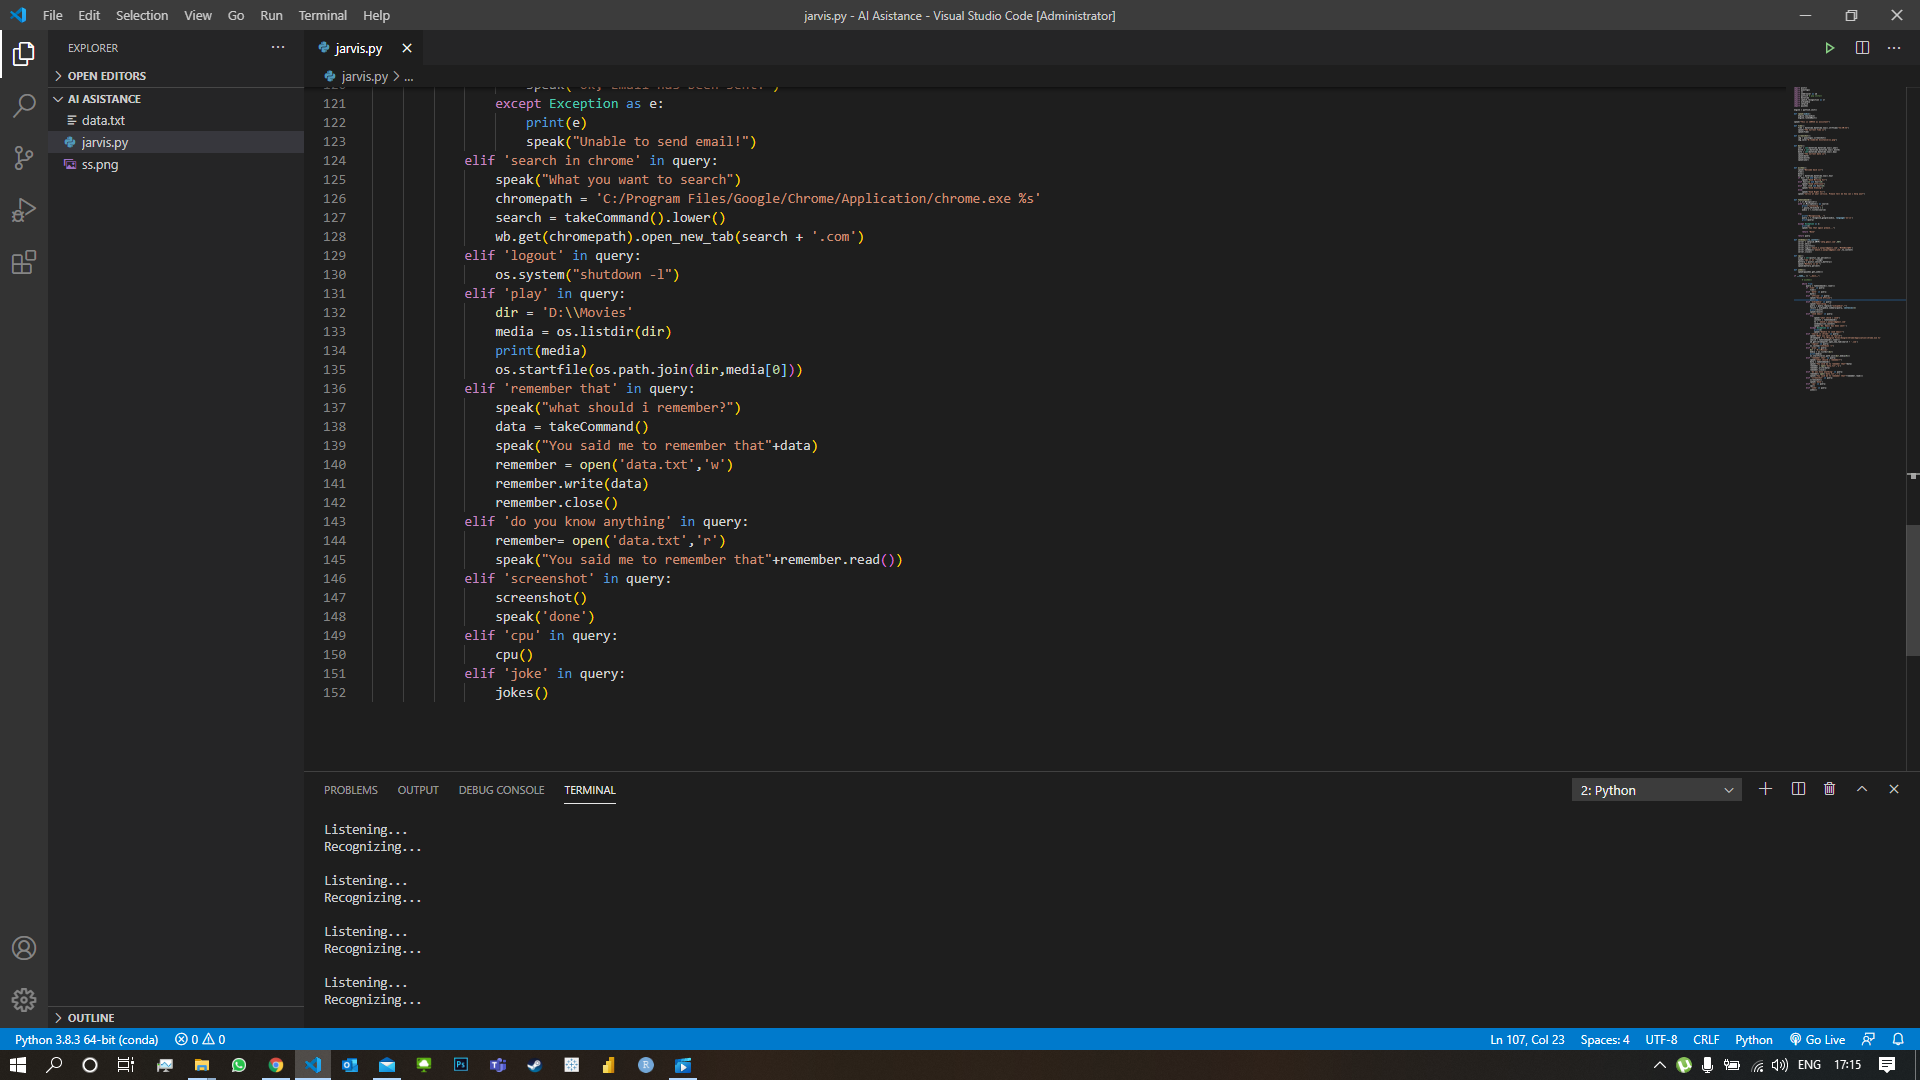 File Edit Selection View Go Run Terminal Help
jarvis.py - AI Asistance - Visual Studio Code [Administrator]
EXPLORER
OPEN EDITORS
AI ASISTANCE
data.txt
jarvis.py
ss.png
OUTLINE
jarvis.py
jarvis.py > ...
121 except Exception as e:
122 print(e)
123 speak("Unable to send email!")
124 elif 'search in chrome' in query:
125 speak("What you want to search")
126 chromepath = 'C:/Program Files/Google/Chrome/Application/chrome.exe %s'
127 search = takeCommand().lower()
128 wb.get(chromepath).open_new_tab(search + '.com')
129 elif 'logout' in query:
130 os.system("shutdown -l")
131 elif 'play' in query:
132 dir = 'D:\\Movies'
133 media = os.listdir(dir)
134 print(media)
135 os.startfile(os.path.join(dir,media[0]))
136 elif 'remember that' in query:
137 speak("what should i remember?")
138 data = takeCommand()
139 speak("You said me to remember that"+data)
140 remember = open('data.txt','w')
141 remember.write(data)
142 remember.close()
143 elif 'do you know anything' in query:
144 remember= open('data.txt','r')
145 speak("You said me to remember that"+remember.read())
146 elif 'screenshot' in query:
147 screenshot()
148 speak('done')
149 elif 'cpu' in query:
150 cpu()
151 elif 'joke' in query:
152 jokes()
PROBLEMS OUTPUT DEBUG CONSOLE TERMINAL
2: Python
Listening...
Recognizing...
Listening...
Recognizing...
Listening...
Recognizing...
Listening...
Recognizing...
Python 3.8.3 64-bit (conda) 0 0
Ln 107, Col 23 Spaces: 4 UTF-8 CRLF Python Go Live
ENG 17:15